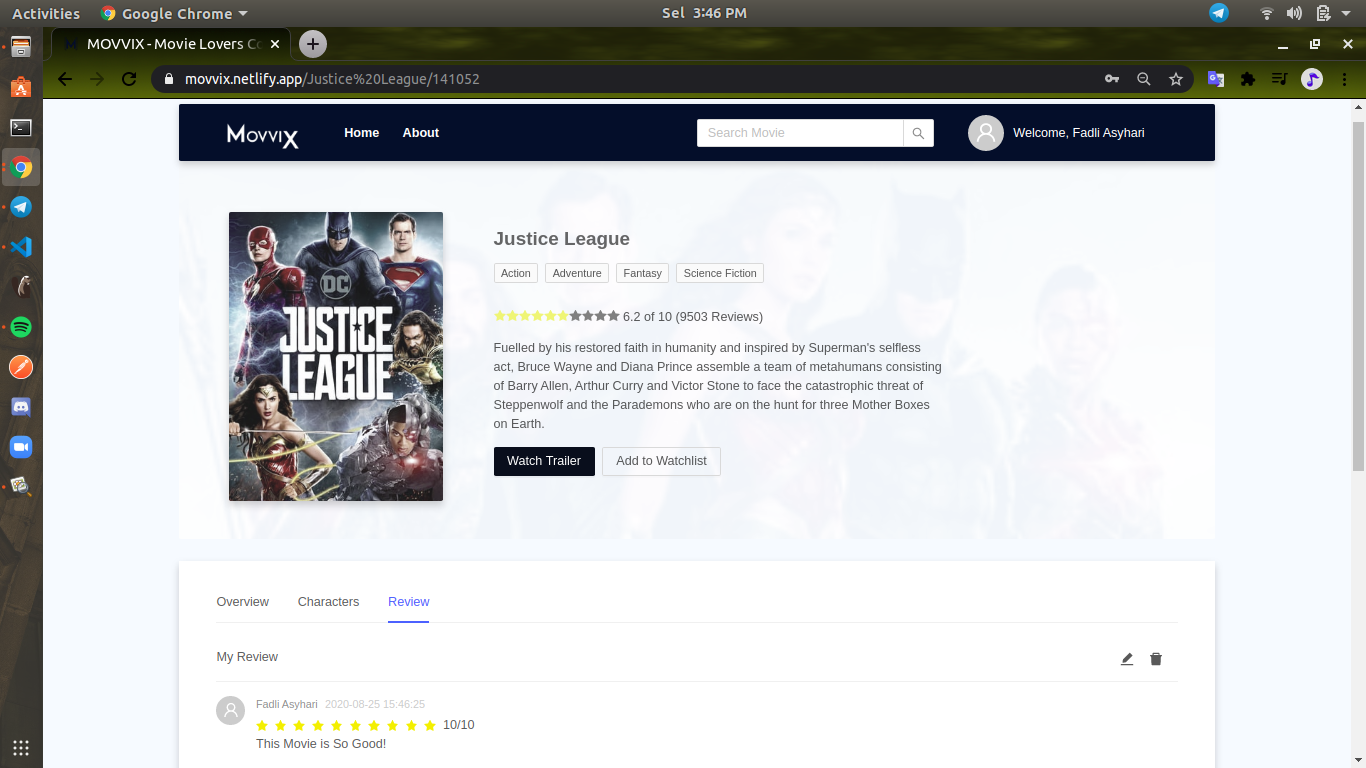 Activities
Google Chrome
Sel 3:46 PM
MOVVIX - Movie Lovers Co
movvix.netlify.app/Justice%20League/141052
MOVVIX
Home
About
Search Movie
Welcome, Fadli Asyhari
DC
JUSTICE
LEAGUE
Justice League
Action
Adventure
Fantasy
Science Fiction
6.2 of 10 (9503 Reviews)
Fuelled by his restored faith in humanity and inspired by Superman's selfless
act, Bruce Wayne and Diana Prince assemble a team of metahumans consisting
of Barry Allen, Arthur Curry and Victor Stone to face the catastrophic threat of
Steppenwolf and the Parademons who are on the hunt for three Mother Boxes
on Earth.
Watch Trailer
Add to Watchlist
Overview
Characters
Review
My Review
Fadli Asyhari 2020-08-25 15:46:25
10/10
This Movie is So Good!